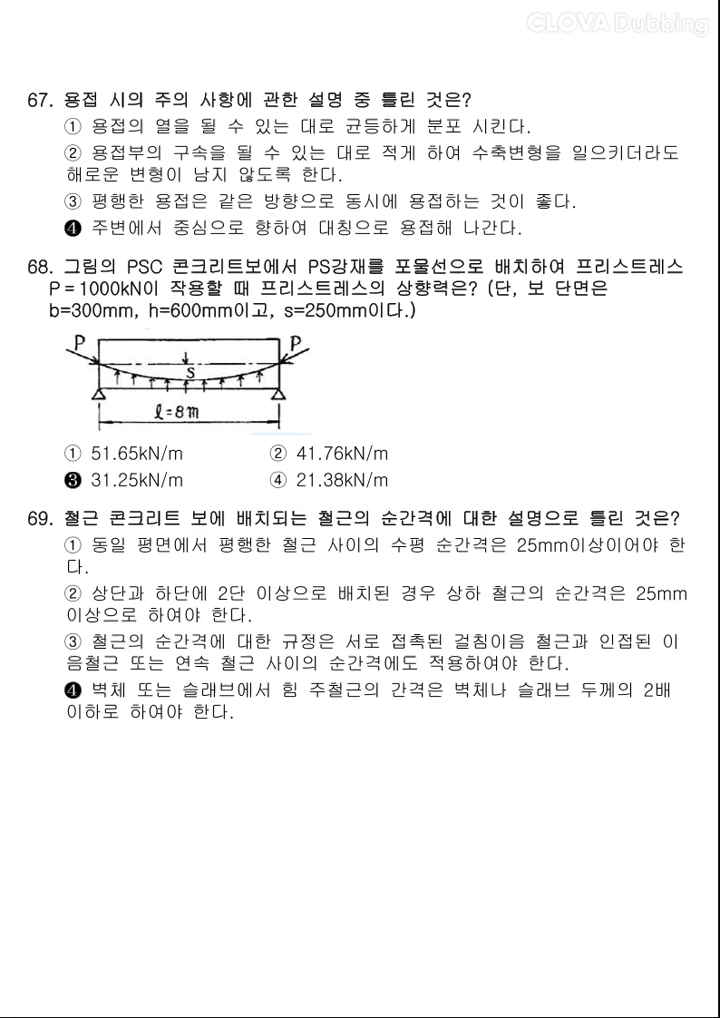 CLOVA Dubbing
67. 용접 시의 주의 사항에 관한 설명 중 틀린 것은?
① 용접의 열을 될 수 있는 대로 균등하게 분포 시킨다.
② 용접부의 구속을 될 수 있는 대로 적게 하여 수축변형을 일으키더라도
해로운 변형이 남지 않도록 한다.
③ 평행한 용접은 같은 방향으로 동시에 용접하는 것이 좋다.
❹ 주변에서 중심으로 향하여 대칭으로 용접해 나간다.
68. 그림의 PSC 콘크리트보에서 PS강재를 포물선으로 배치하여 프리스트레스
P=1000kN이 작용할 때 프리스트레스의 상향력은? (단, 보 단면은
b=300mm, h=600mm이고, s=250mm이다.)
P P
S
ℓ=8m
① 51.65kN/m ② 41.76kN/m
❸ 31.25kN/m ④ 21.38kN/m
69. 철근 콘크리트 보에 배치되는 철근의 순간격에 대한 설명으로 틀린 것은?
① 동일 평면에서 평행한 철근 사이의 수평 순간격은 25mm이상이어야 한
다.
② 상단과 하단에 2단 이상으로 배치된 경우 상하 철근의 순간격은 25mm
이상으로 하여야 한다.
③ 철근의 순간격에 대한 규정은 서로 접촉된 겹침이음 철근과 인접된 이
음철근 또는 연속 철근 사이의 순간격에도 적용하여야 한다.
❹ 벽체 또는 슬래브에서 휨 주철근의 간격은 벽체나 슬래브 두께의 2배
이하로 하여야 한다.